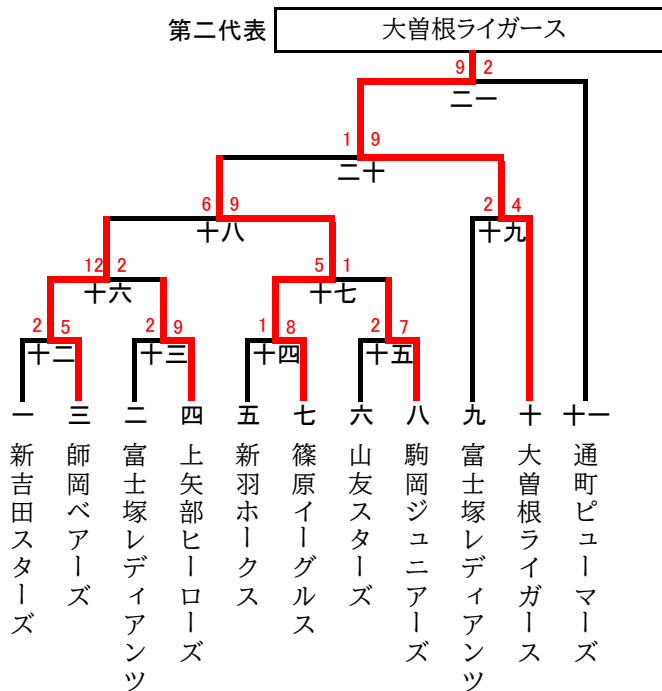 第二代表 大曽根ライガース
9 2
二一
1 9
二十
6 9
十八
2 4
十九
12 2
十六
5 1
十七
2 5
十二
2 9
十三
1 8
十四
2 7
十五
一 三 二 四 五 七 六 八 九 十 十一
新吉田スターズ
師岡ベアーズ
富士塚レディアンツ
上矢部ヒーローズ
新羽ホークス
篠原イーグルス
山友スターズ
駒岡ジュニアーズ
富士塚レディアンツ
大曽根ライガース
通町ピューマーズ